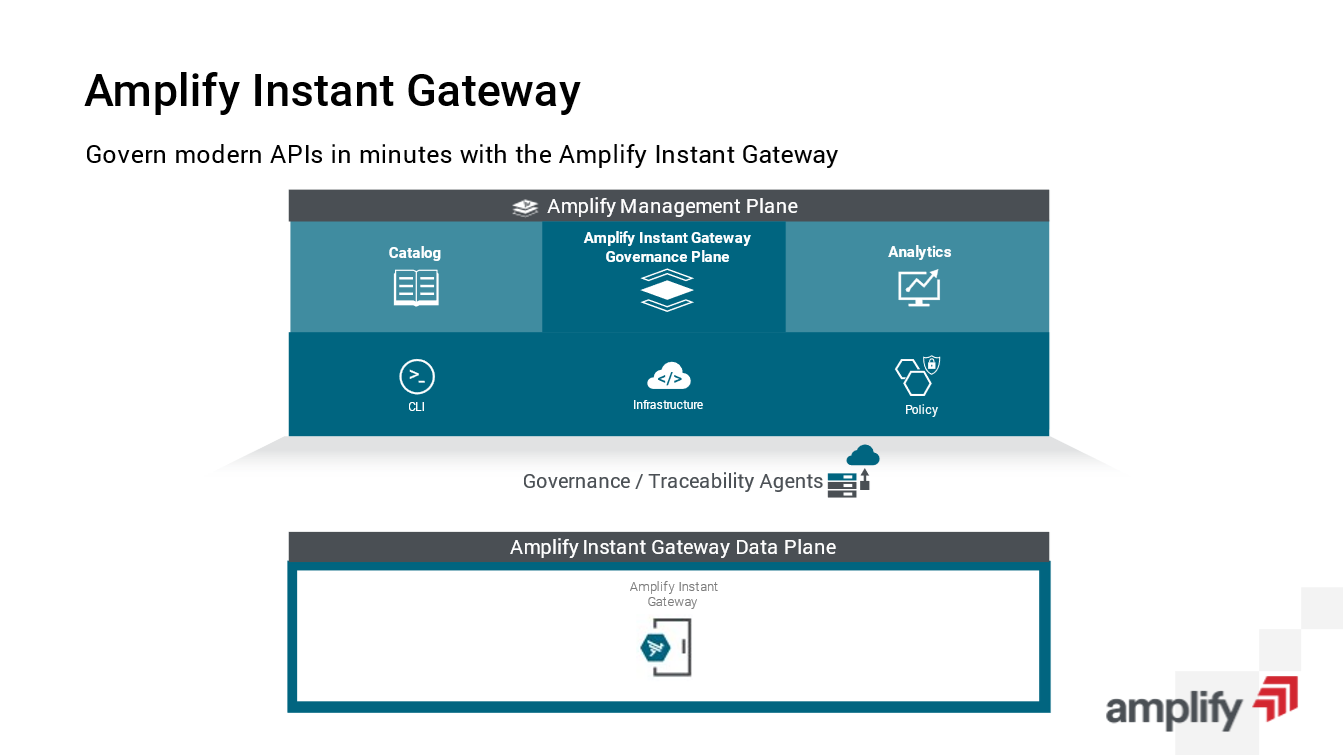 Amplify Instant Gateway
Govern modern APIs in minutes with the Amplify Instant Gateway
Amplify Management Plane
Catalog
Amplify Instant Gateway
Governance Plane
Analytics
>_
CLI
</>
Infrastructure
Policy
Governance / Traceability Agents
Amplify Instant Gateway Data Plane
Amplify Instant
Gateway
amplify